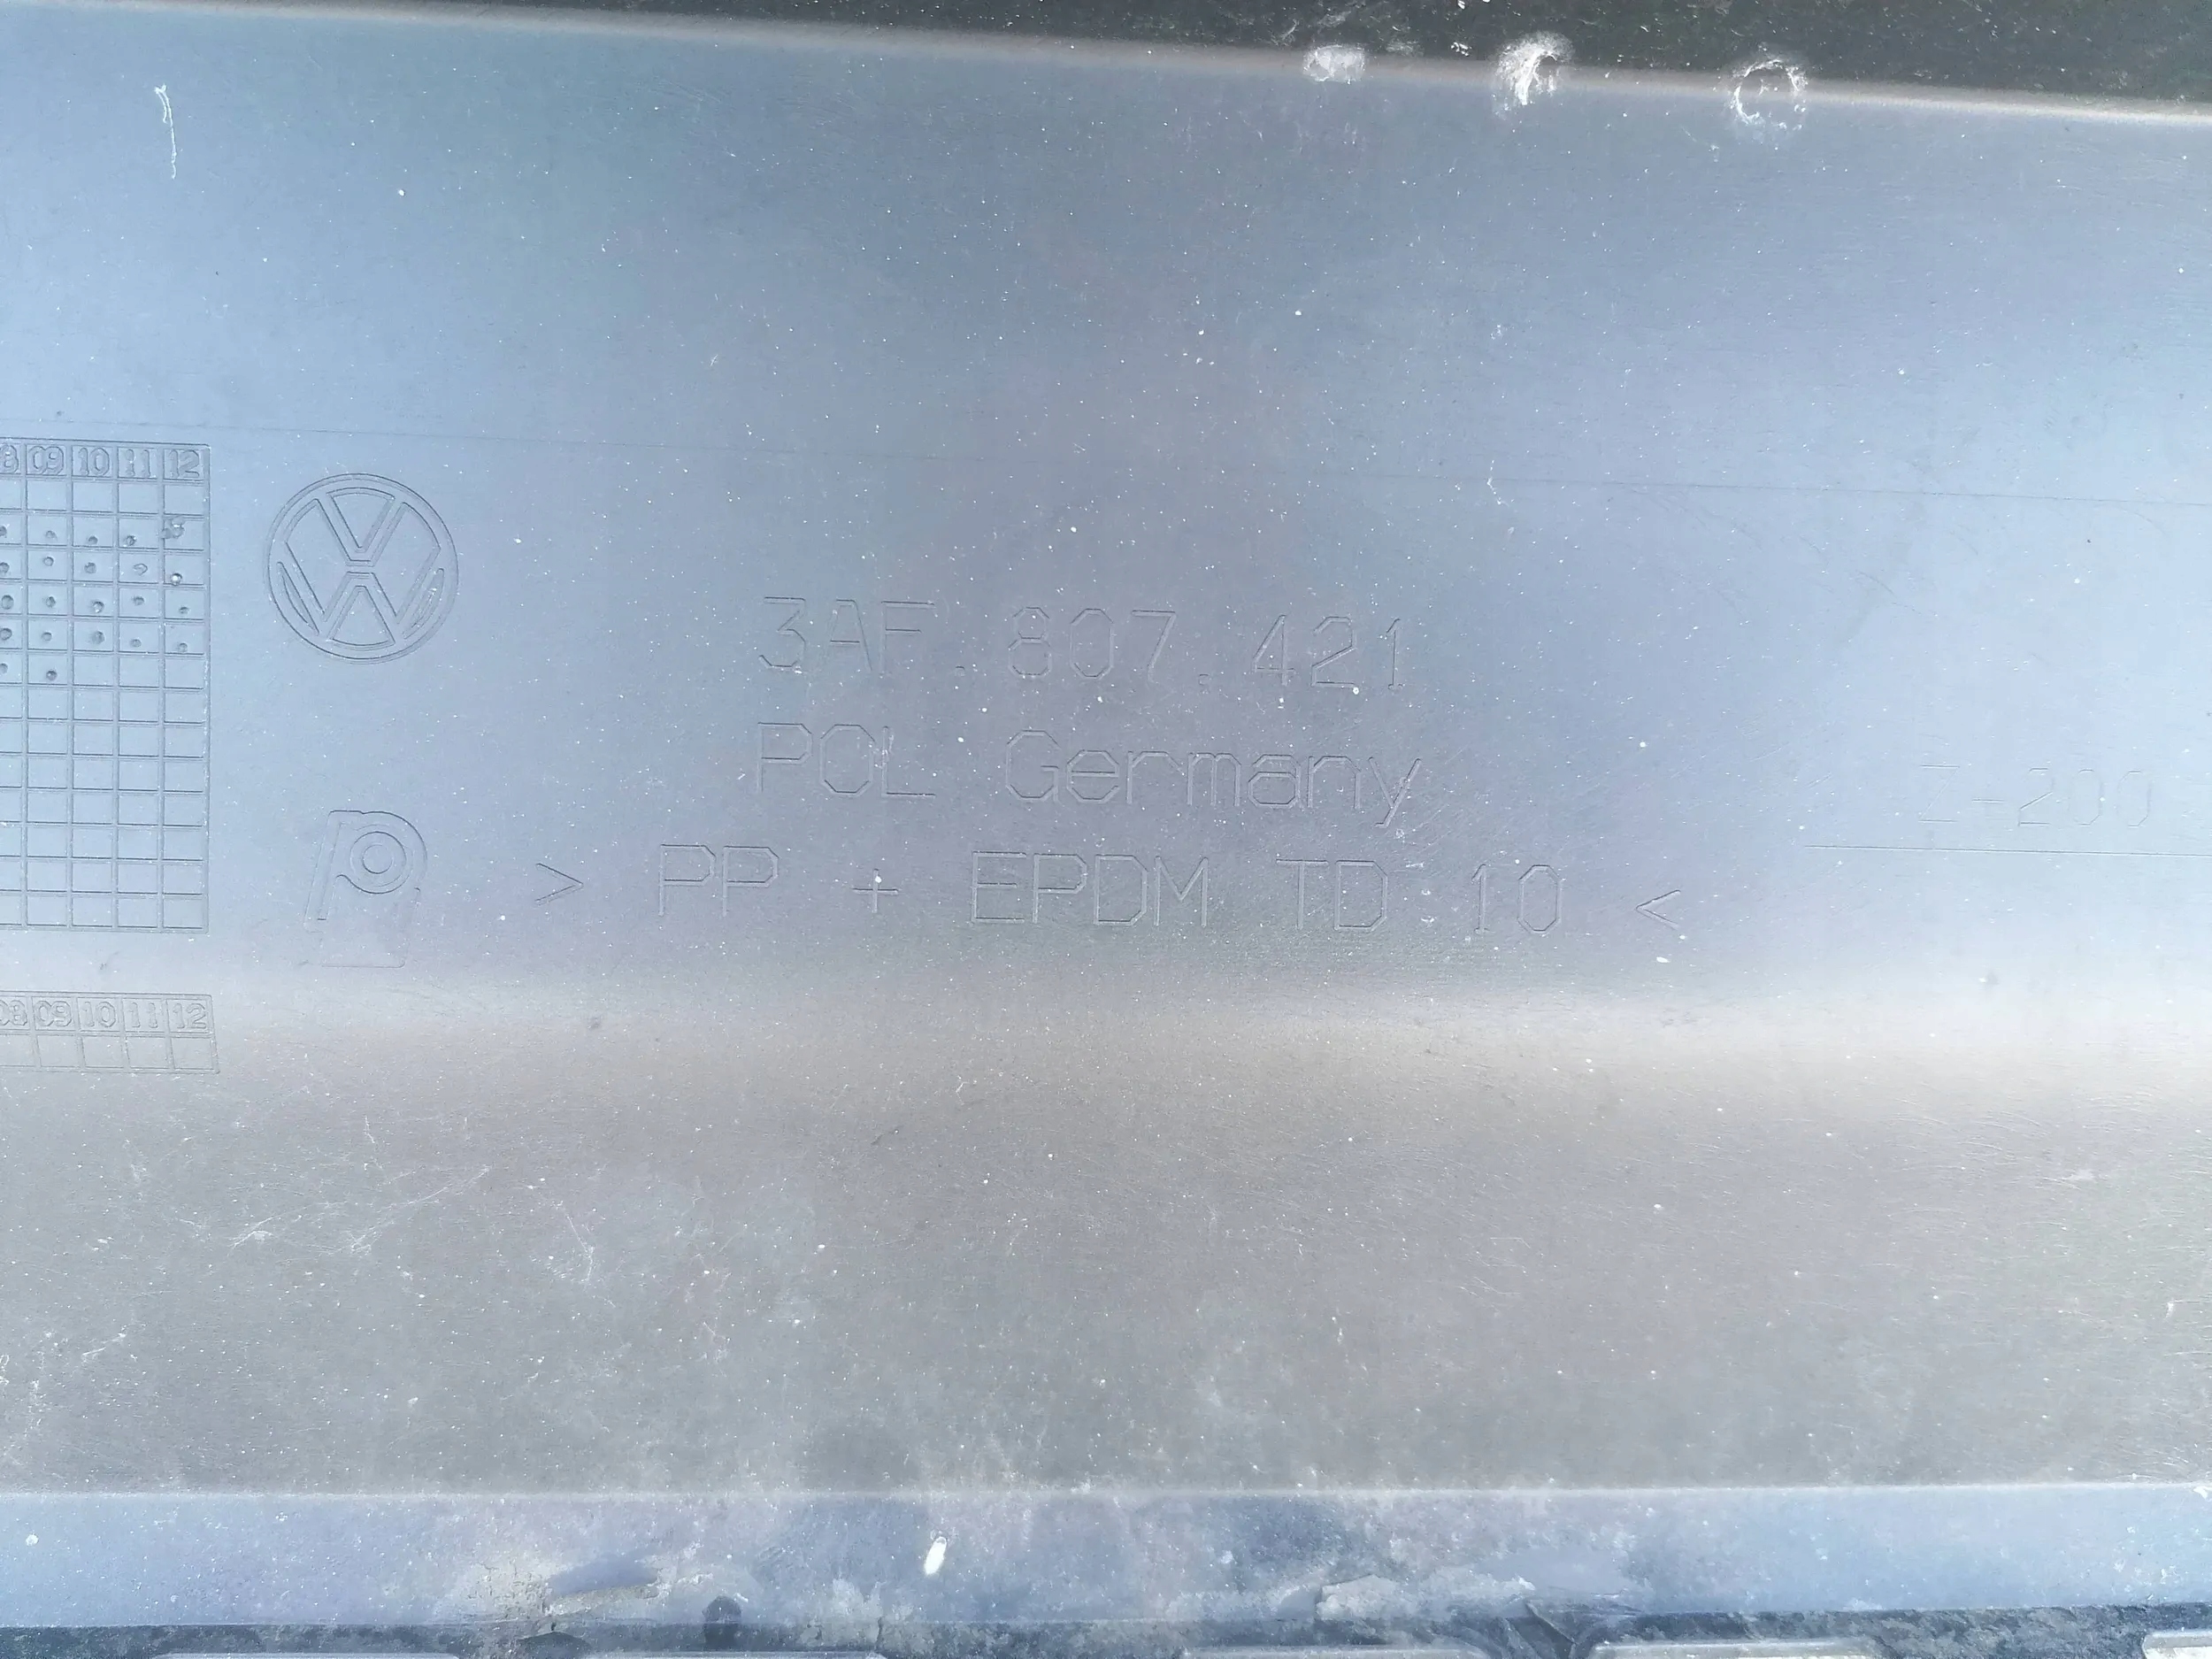 09 10 11 12
3AF.807.421
POL Germany
> PP + EPDM TD 10 <
Z-200
08 09 10 11 12